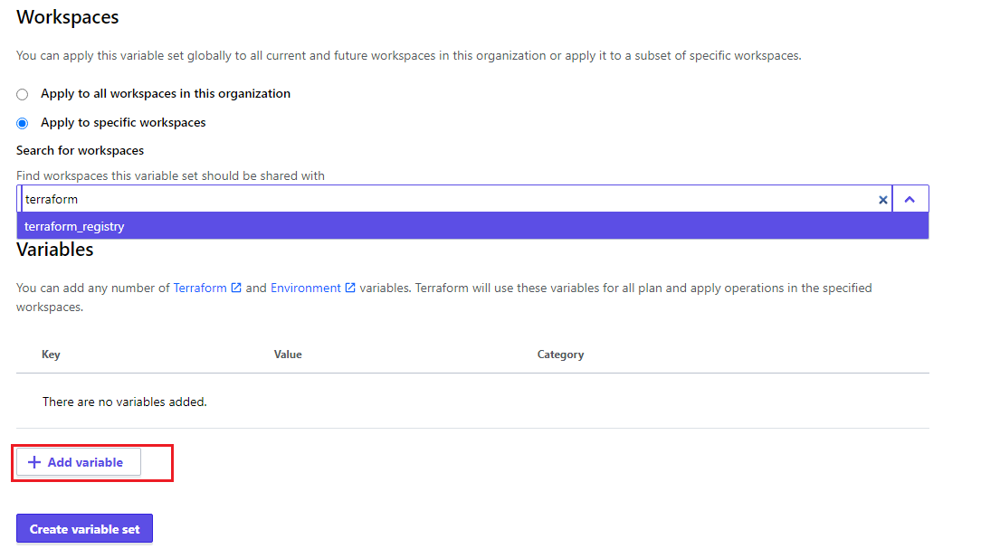 Workspaces
You can apply this variable set globally to all current and future workspaces in this organization or apply it to a subset of specific workspaces.
Apply to all workspaces in this organization
Apply to specific workspaces
Search for workspaces
Find workspaces this variable set should be shared with
terraform
terraform_registry
Variables
You can add any number of Terraform and Environment variables. Terraform will use these variables for all plan and apply operations in the specified
workspaces.
Key Value Category
There are no variables added.
Add variable
Create variable set